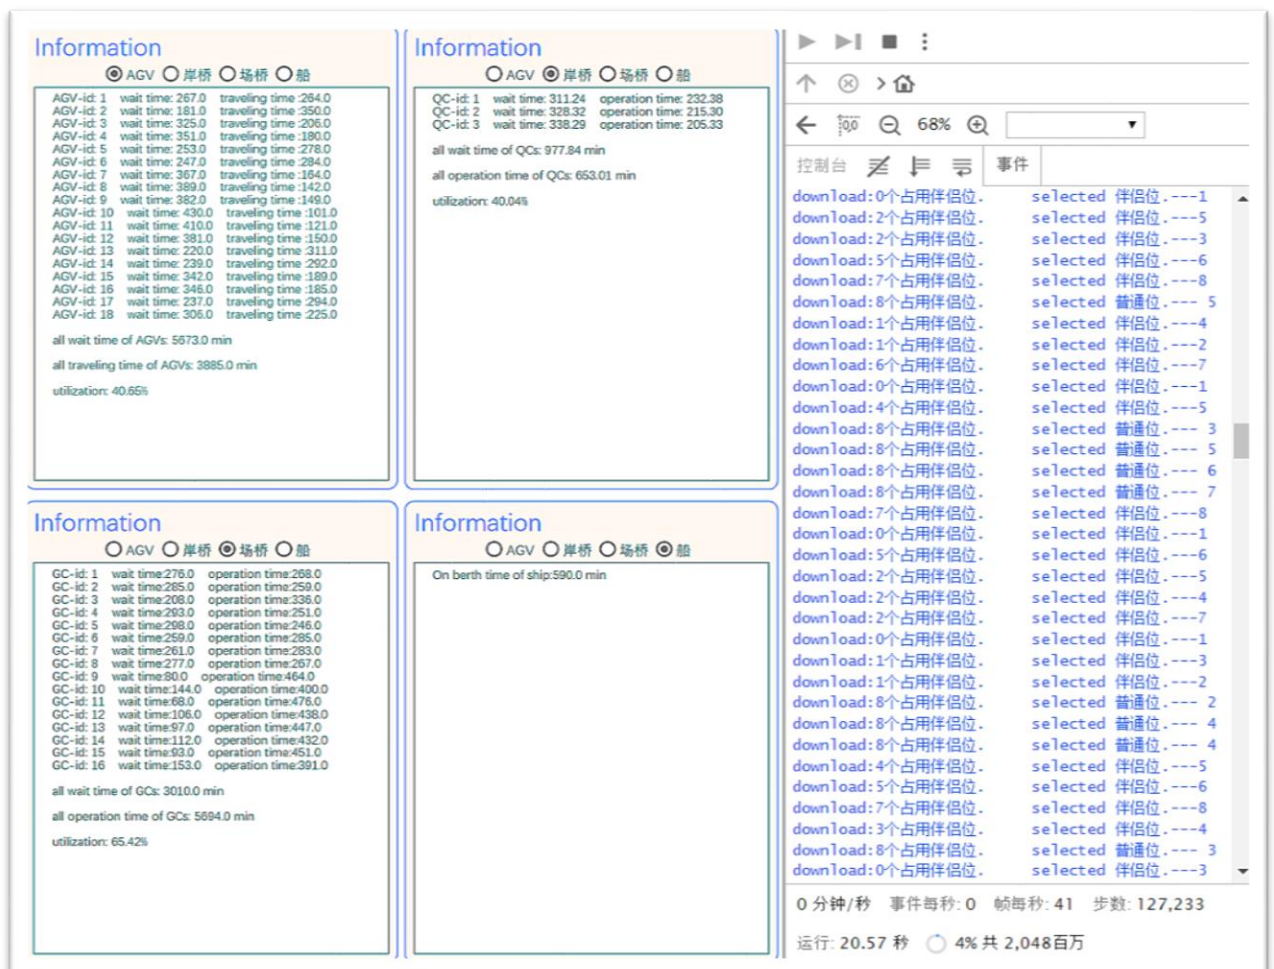 Information
AGV 岸桥 场桥 船
AGV-id: 1 wait time: 267.0 traveling time :264.0
AGV-id: 2 wait time: 181.0 traveling time :350.0
AGV-id: 3 wait time: 325.0 traveling time :206.0
AGV-id: 4 wait time: 351.0 traveling time :180.0
AGV-id: 5 wait time: 253.0 traveling time :278.0
AGV-id: 6 wait time: 247.0 traveling time :284.0
AGV-id: 7 wait time: 367.0 traveling time :164.0
AGV-id: 8 wait time: 389.0 traveling time :142.0
AGV-id: 9 wait time: 382.0 traveling time :149.0
AGV-id: 10 wait time: 430.0 traveling time :101.0
AGV-id: 11 wait time: 410.0 traveling time :121.0
AGV-id: 12 wait time: 381.0 traveling time :150.0
AGV-id: 13 wait time: 220.0 traveling time :311.0
AGV-id: 14 wait time: 239.0 traveling time :292.0
AGV-id: 15 wait time: 342.0 traveling time :189.0
AGV-id: 16 wait time: 346.0 traveling time :185.0
AGV-id: 17 wait time: 237.0 traveling time :294.0
AGV-id: 18 wait time: 306.0 traveling time :225.0
all wait time of AGVs: 5673.0 min
all traveling time of AGVs: 3885.0 min
utilization: 40.65%
Information
AGV 岸桥 场桥 船
QC-id: 1 wait time: 311.24 operation time: 232.38
QC-id: 2 wait time: 328.32 operation time: 215.30
QC-id: 3 wait time: 338.29 operation time: 205.33
all wait time of QCs: 977.84 min
all operation time of QCs: 653.01 min
utilization: 40.04%
Information
AGV 岸桥 场桥 船
GC-id: 1 wait time:276.0 operation time:268.0
GC-id: 2 wait time:285.0 operation time:259.0
GC-id: 3 wait time:208.0 operation time:336.0
GC-id: 4 wait time:293.0 operation time:251.0
GC-id: 5 wait time:298.0 operation time:246.0
GC-id: 6 wait time:259.0 operation time:285.0
GC-id: 7 wait time:261.0 operation time:283.0
GC-id: 8 wait time:277.0 operation time:267.0
GC-id: 9 wait time:80.0 operation time:464.0
GC-id: 10 wait time:144.0 operation time:400.0
GC-id: 11 wait time:68.0 operation time:476.0
GC-id: 12 wait time:106.0 operation time:438.0
GC-id: 13 wait time:97.0 operation time:447.0
GC-id: 14 wait time:112.0 operation time:432.0
GC-id: 15 wait time:93.0 operation time:451.0
GC-id: 16 wait time:153.0 operation time:391.0
all wait time of GCs: 3010.0 min
all operation time of GCs: 5694.0 min
utilization: 65.42%
Information
AGV 岸桥 场桥 船
On berth time of ship:590.0 min
0,0 68%
控制台 事件
download:0个占用伴侣位. selected 伴侣位.---1
download:2个占用伴侣位. selected 伴侣位.---5
download:2个占用伴侣位. selected 伴侣位.---3
download:5个占用伴侣位. selected 伴侣位.---6
download:7个占用伴侣位. selected 伴侣位.---8
download:8个占用伴侣位. selected 普通位.--- 5
download:1个占用伴侣位. selected 伴侣位.---4
download:1个占用伴侣位. selected 伴侣位.---2
download:6个占用伴侣位. selected 伴侣位.---7
download:0个占用伴侣位. selected 伴侣位.---1
download:4个占用伴侣位. selected 伴侣位.---5
download:8个占用伴侣位. selected 普通位.--- 3
download:8个占用伴侣位. selected 普通位.--- 5
download:8个占用伴侣位. selected 普通位.--- 6
download:8个占用伴侣位. selected 普通位.--- 7
download:7个占用伴侣位. selected 伴侣位.---8
download:0个占用伴侣位. selected 伴侣位.---1
download:5个占用伴侣位. selected 伴侣位.---6
download:2个占用伴侣位. selected 伴侣位.---5
download:2个占用伴侣位. selected 伴侣位.---4
download:2个占用伴侣位. selected 伴侣位.---7
download:0个占用伴侣位. selected 伴侣位.---1
download:1个占用伴侣位. selected 伴侣位.---3
download:1个占用伴侣位. selected 伴侣位.---2
download:8个占用伴侣位. selected 普通位.--- 2
download:8个占用伴侣位. selected 普通位.--- 4
download:8个占用伴侣位. selected 普通位.--- 4
download:4个占用伴侣位. selected 伴侣位.---5
download:5个占用伴侣位. selected 伴侣位.---6
download:7个占用伴侣位. selected 伴侣位.---8
download:3个占用伴侣位. selected 伴侣位.---4
download:8个占用伴侣位. selected 普通位.--- 3
download:0个占用伴侣位. selected 伴侣位.---3
0 分钟/秒 事件每秒: 0 帧每秒: 41 步数: 127,233
运行: 20.57 秒 4% 共 2,048百万